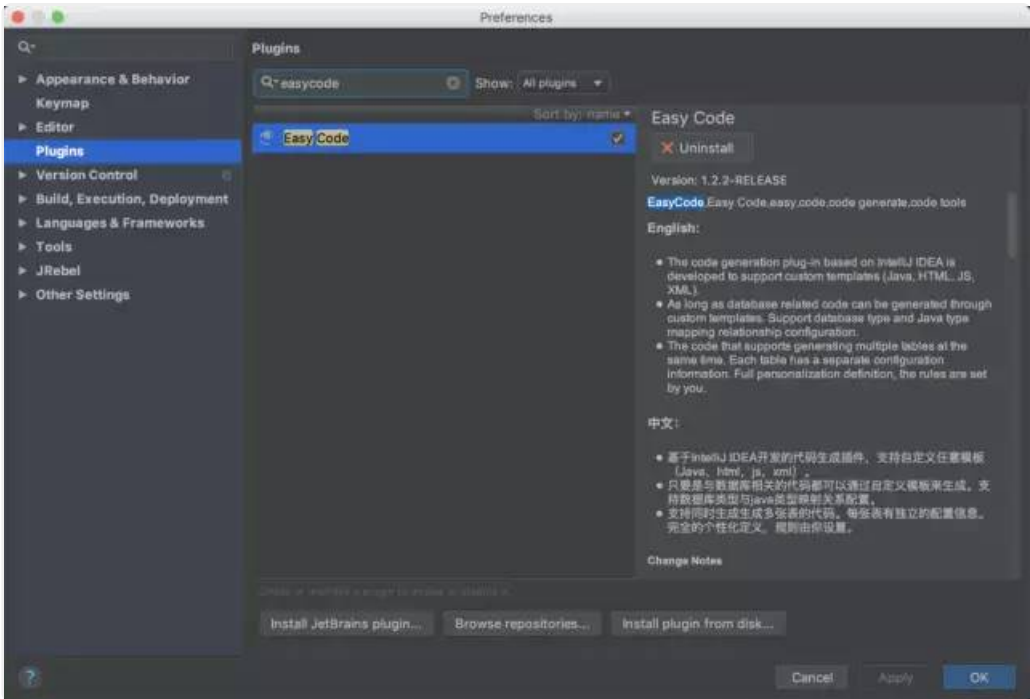 Preferences
Plugins
Appearance & Behavior
Keymap
Editor
Plugins
Version Control
Build, Execution, Deployment
Languages & Frameworks
Tools
JRebel
Other Settings
easycode
Show: All plugins
Sort by: name
Easy Code
Easy Code
Uninstall
Version: 1.2.2-RELEASE
EasyCode,Easy Code,easy,code,code generate,code tools
English:
The code generation plug-in based on IntelliJ IDEA is
developed to support custom templates (Java, HTML, JS,
XML).
As long as database related code can be generated through
custom templates. Support database type and Java type
mapping relationship configuration.
The code that supports generating multiple tables at the
same time. Each table has a separate configuration
information. Full personalization definition, the rules are set
by you.
中文：
基于IntelliJ IDEA开发的代码生成插件，支持自定义任意模板
（Java，html，js，xml）。
只要是与数据库相关的代码都可以通过自定义模板来生成。支
持数据库类型与java类型映射关系配置。
支持同时生成生成多张表的代码。每张表有独立的配置信息。
完全的个性化定义，规则由你设置。
Change Notes
Install JetBrains plugin...
Browse repositories...
Install plugin from disk...
?
Cancel
Apply
OK